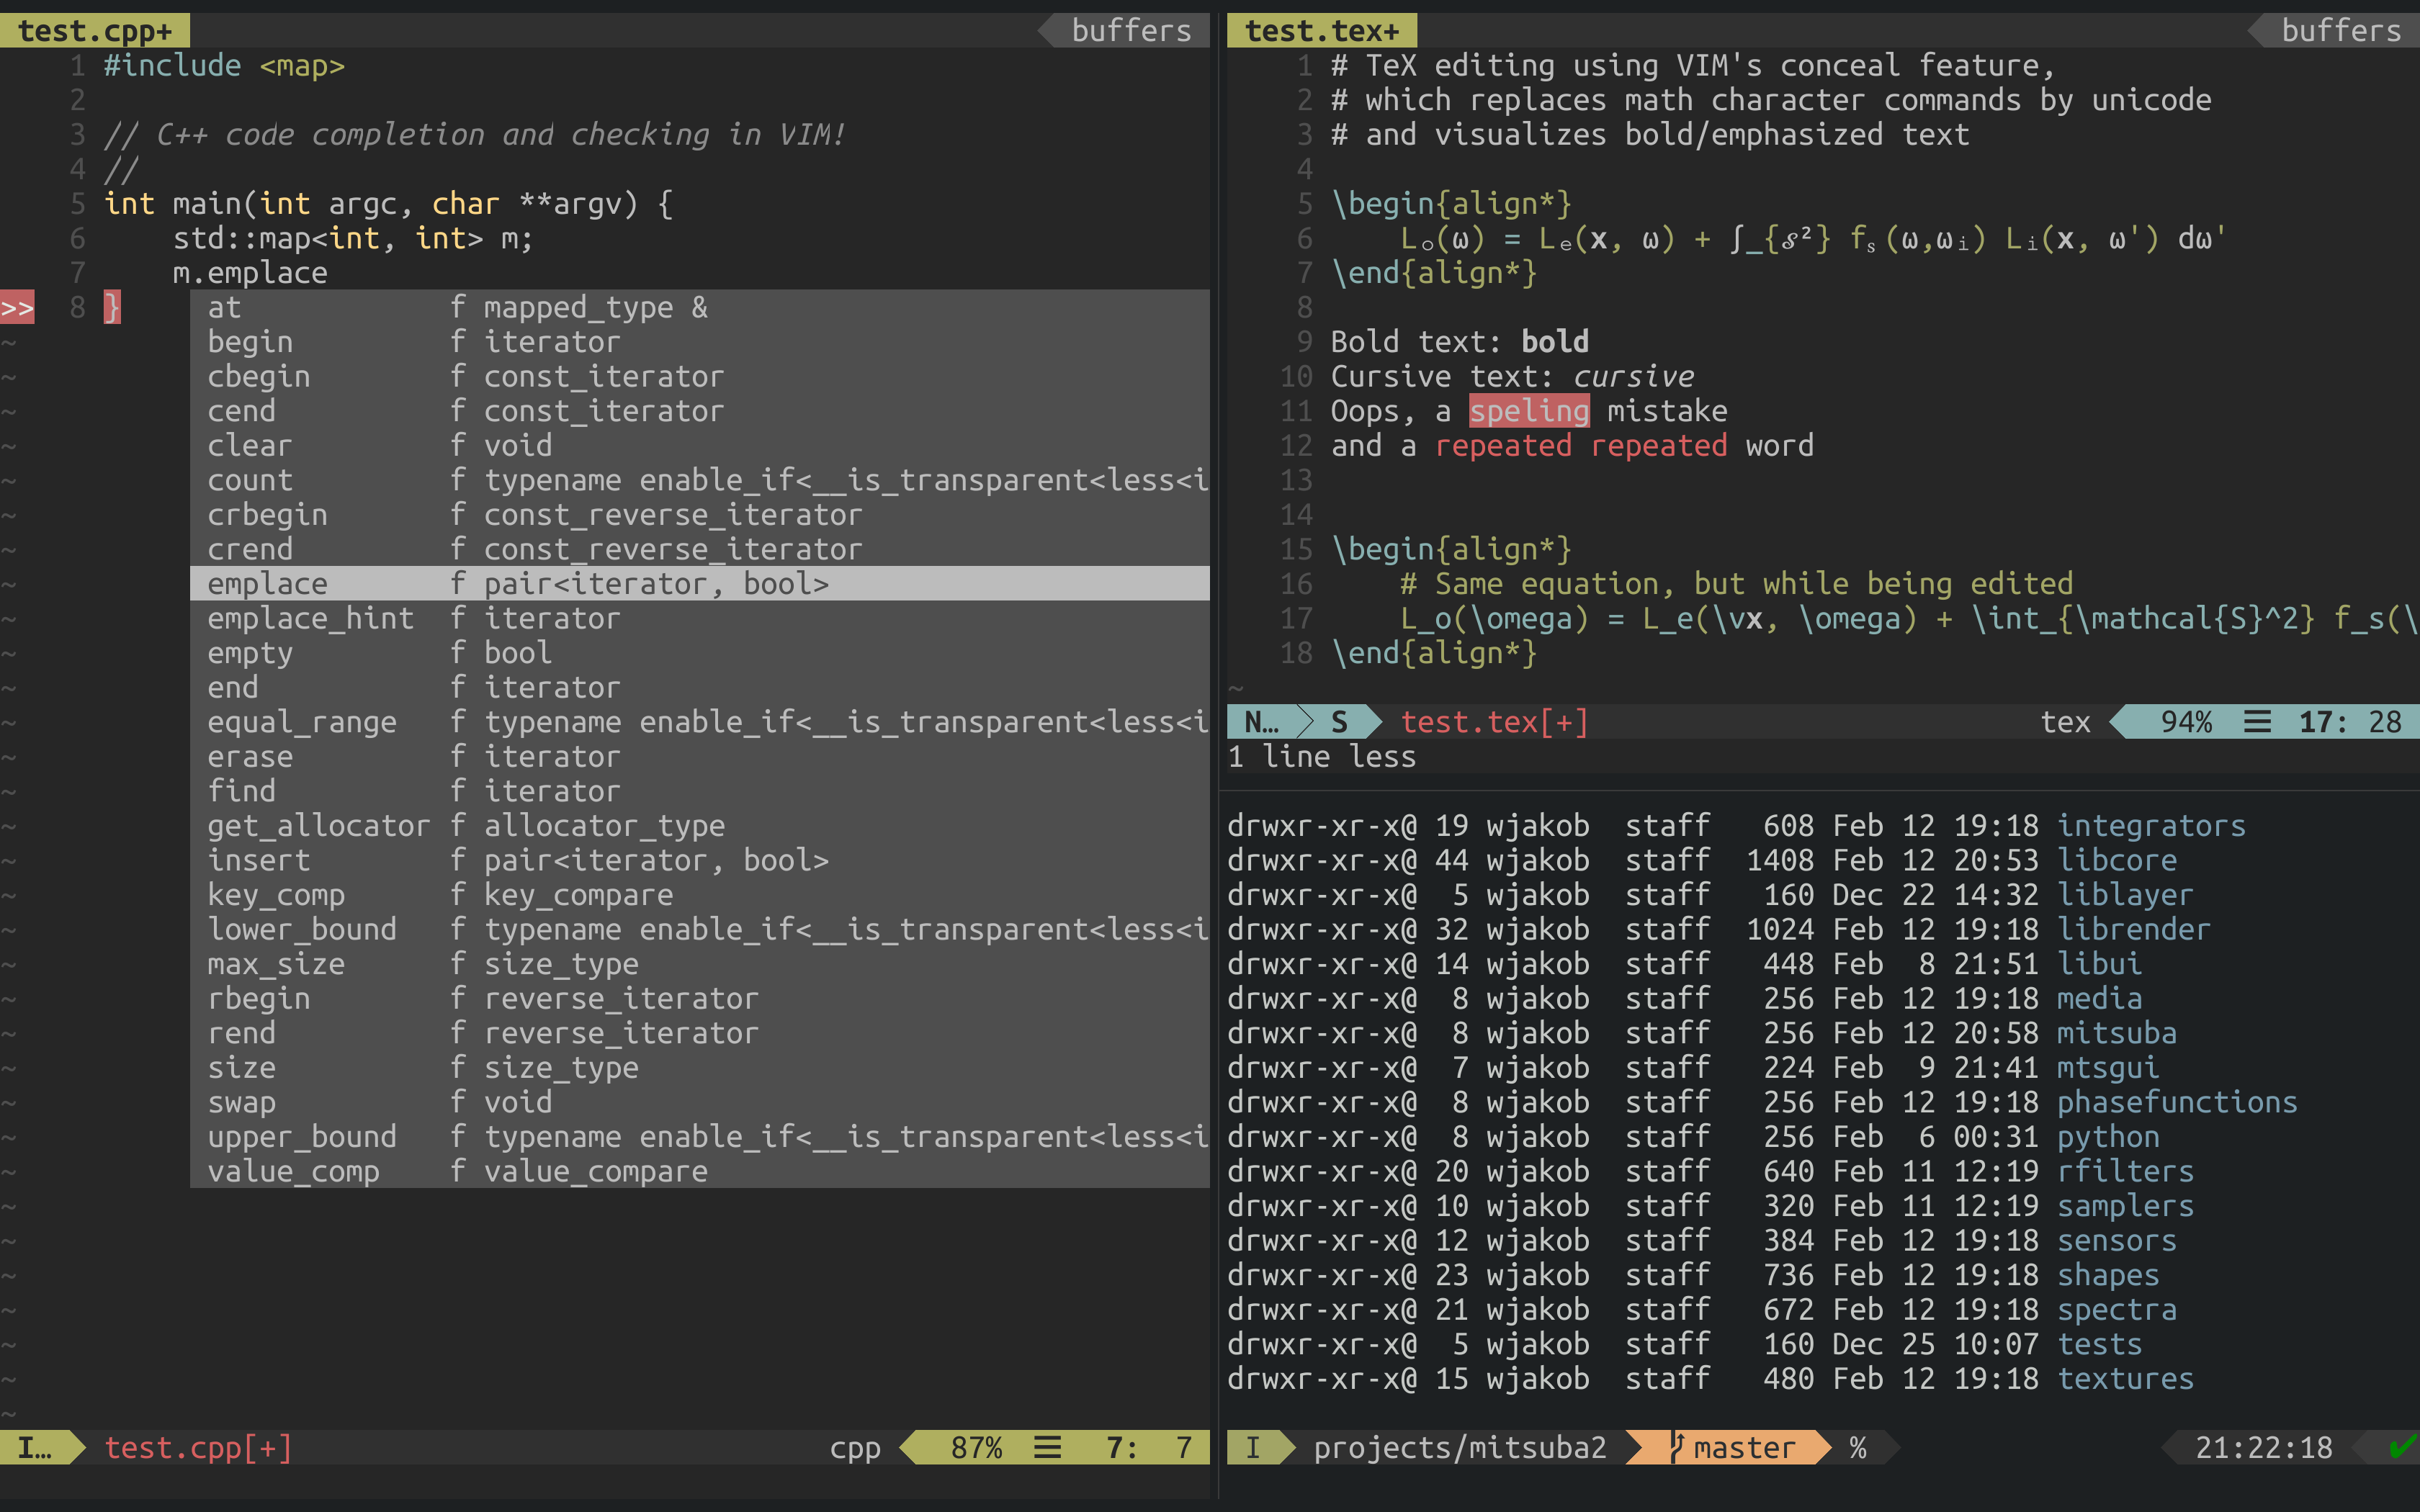 test.cpp+ buffers
1 #include <map>
2
3 // C++ code completion and checking in VIM!
4 //
5 int main(int argc, char **argv) {
6     std::map<int, int> m;
7     m.emplace
>> 8 }
at f mapped_type &
begin f iterator
cbegin f const_iterator
cend f const_iterator
clear f void
count f typename enable_if<__is_transparent<less<i
crbegin f const_reverse_iterator
crend f const_reverse_iterator
emplace f pair<iterator, bool>
emplace_hint f iterator
empty f bool
end f iterator
equal_range f typename enable_if<__is_transparent<less<i
erase f iterator
find f iterator
get_allocator f allocator_type
insert f pair<iterator, bool>
key_comp f key_compare
lower_bound f typename enable_if<__is_transparent<less<i
max_size f size_type
rbegin f reverse_iterator
rend f reverse_iterator
size f size_type
swap f void
upper_bound f typename enable_if<__is_transparent<less<i
value_comp f value_compare
I… test.cpp[+] cpp 87% ☰ 7: 7
test.tex+ buffers
1 # TeX editing using VIM's conceal feature,
2 # which replaces math character commands by unicode
3 # and visualizes bold/emphasized text
4
5 \begin{align*}
6     Lₒ(ω) = Lₑ(x, ω) + ∫_{𝓢²} fₛ(ω,ωᵢ) Lᵢ(x, ω') dω'
7 \end{align*}
8
9 Bold text: bold
10 Cursive text: cursive
11 Oops, a speling mistake
12 and a repeated repeated word
13
14
15 \begin{align*}
16     # Same equation, but while being edited
17     L_o(\omega) = L_e(\vx, \omega) + \int_{\mathcal{S}^2} f_s(\
18 \end{align*}
~
N… S test.tex[+] tex 94% ☰ 17: 28
1 line less
drwxr-xr-x@ 19 wjakob  staff   608 Feb 12 19:18 integrators
drwxr-xr-x@ 44 wjakob  staff  1408 Feb 12 20:53 libcore
drwxr-xr-x@  5 wjakob  staff   160 Dec 22 14:32 liblayer
drwxr-xr-x@ 32 wjakob  staff  1024 Feb 12 19:18 librender
drwxr-xr-x@ 14 wjakob  staff   448 Feb  8 21:51 libui
drwxr-xr-x@  8 wjakob  staff   256 Feb 12 19:18 media
drwxr-xr-x@  8 wjakob  staff   256 Feb 12 20:58 mitsuba
drwxr-xr-x@  7 wjakob  staff   224 Feb  9 21:41 mtsgui
drwxr-xr-x@  8 wjakob  staff   256 Feb 12 19:18 phasefunctions
drwxr-xr-x@  8 wjakob  staff   256 Feb  6 00:31 python
drwxr-xr-x@ 20 wjakob  staff   640 Feb 11 12:19 rfilters
drwxr-xr-x@ 10 wjakob  staff   320 Feb 11 12:19 samplers
drwxr-xr-x@ 12 wjakob  staff   384 Feb 12 19:18 sensors
drwxr-xr-x@ 23 wjakob  staff   736 Feb 12 19:18 shapes
drwxr-xr-x@ 21 wjakob  staff   672 Feb 12 19:18 spectra
drwxr-xr-x@  5 wjakob  staff   160 Dec 25 10:07 tests
drwxr-xr-x@ 15 wjakob  staff   480 Feb 12 19:18 textures
I projects/mitsuba2 master % 21:22:18 ✔